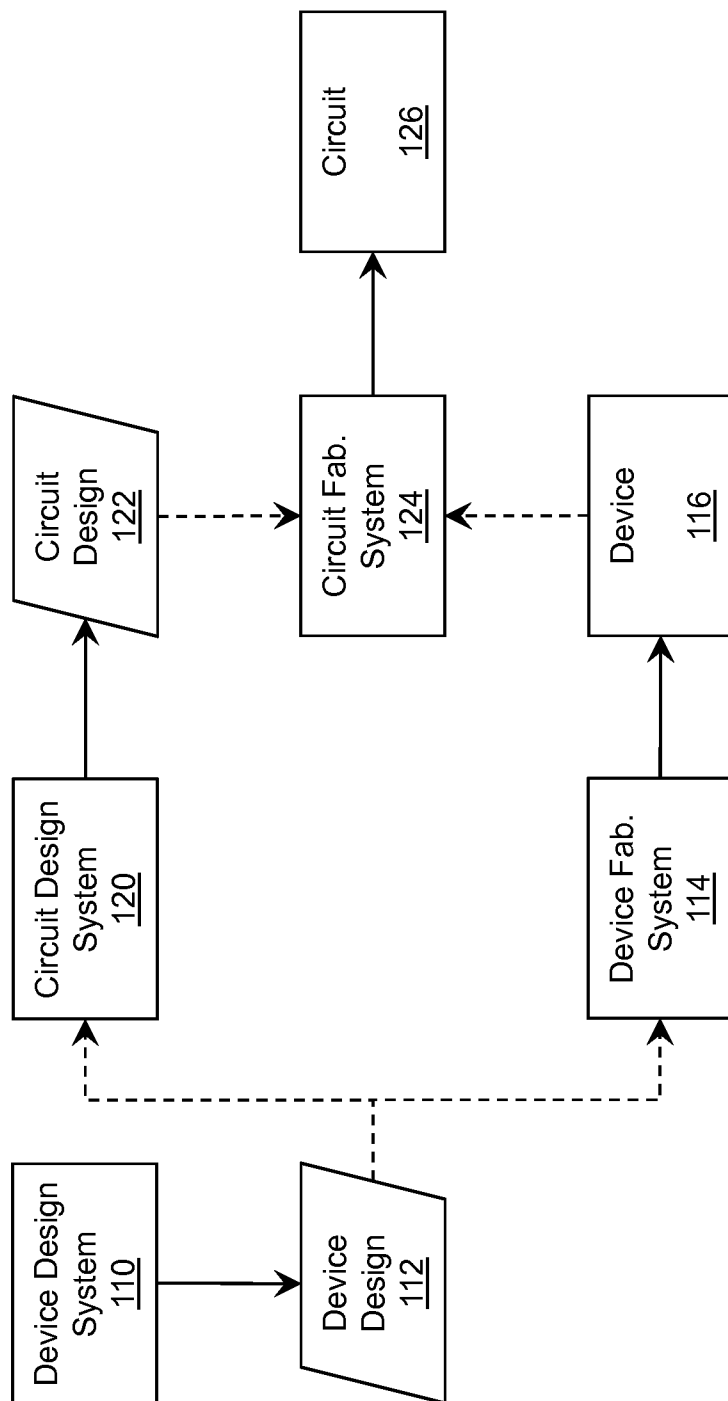 Device Design
System
110
Device
Design
112
Circuit Design
System
120
Device Fab.
System
114
Circuit
Design
122
Circuit Fab.
System
124
Device
116
Circuit
126